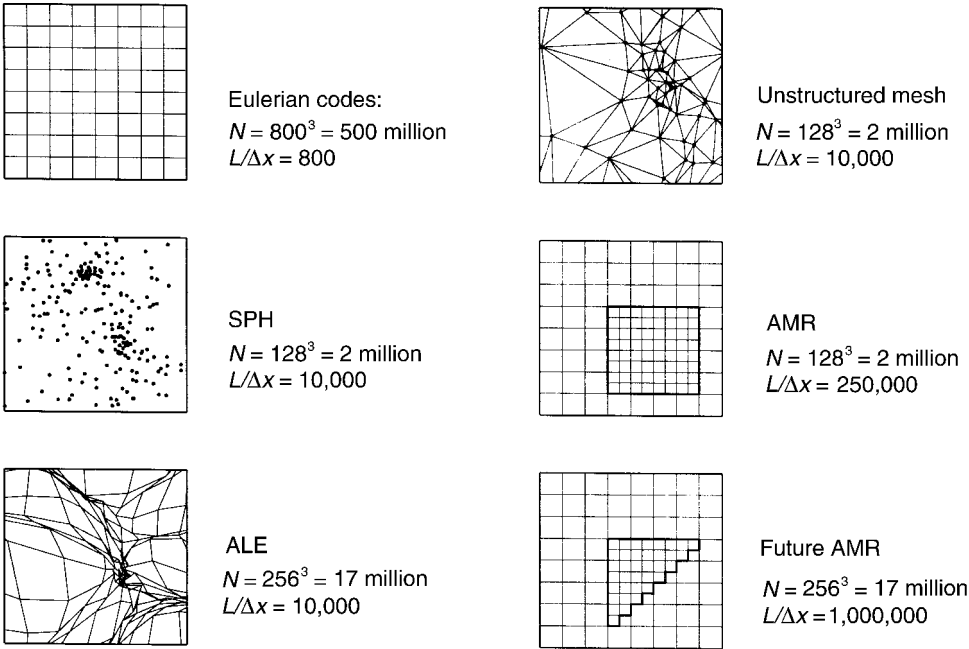 Eulerian codes:
N = 800³ = 500 million
L/Δx = 800
Unstructured mesh
N = 128³ = 2 million
L/Δx = 10,000
SPH
N = 128³ = 2 million
L/Δx = 10,000
AMR
N = 128³ = 2 million
L/Δx = 250,000
ALE
N = 256³ = 17 million
L/Δx = 10,000
Future AMR
N = 256³ = 17 million
L/Δx =1,000,000